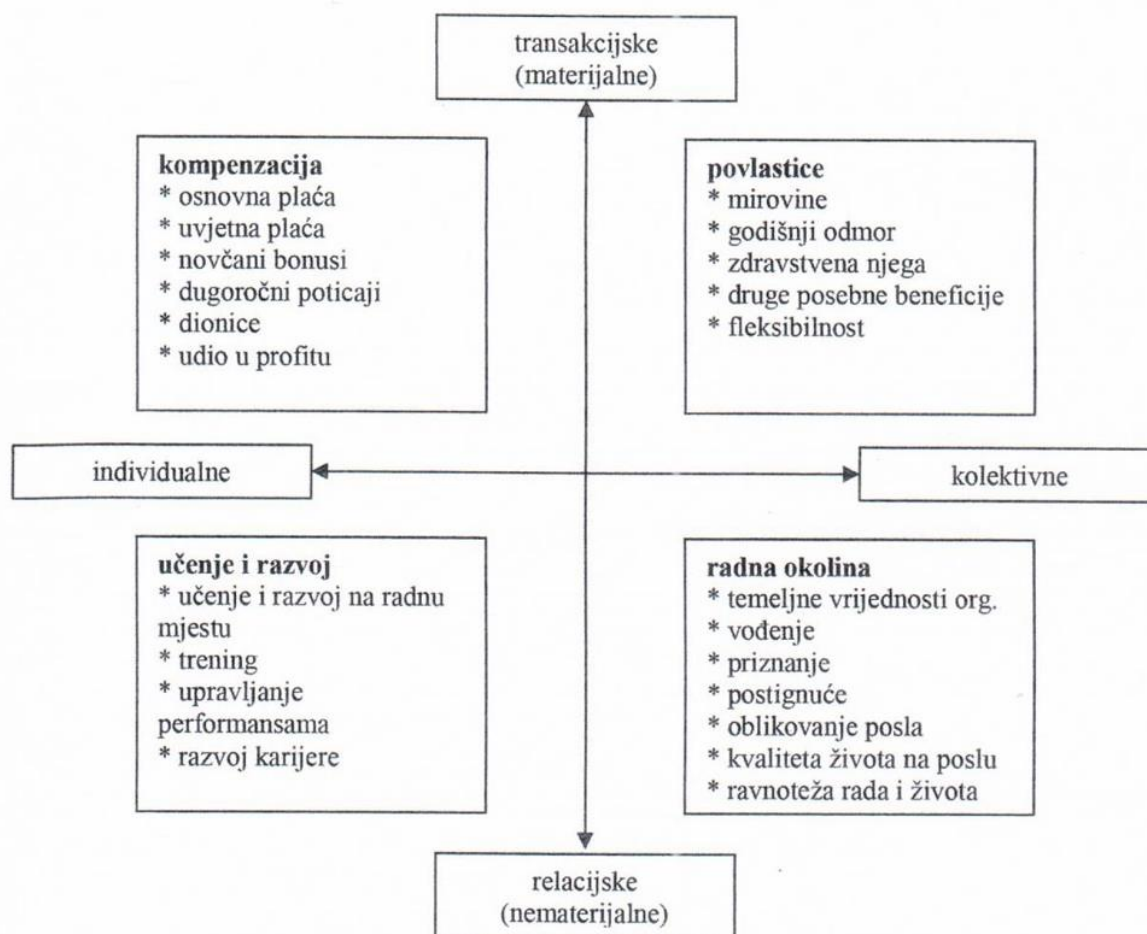 transakcijske
(materijalne)
kompenzacija
* osnovna plaća
* uvjetna plaća
* novčani bonusi
* dugoročni poticaji
* dionice
* udio u profitu
povlastice
* mirovine
* godišnji odmor
* zdravstvena njega
* druge posebne beneficije
* fleksibilnost
individualne
kolektivne
učenje i razvoj
* učenje i razvoj na radnu
mjestu
* trening
* upravljanje
performansama
* razvoj karijere
radna okolina
* temeljne vrijednosti org.
* vođenje
* priznanje
* postignuće
* oblikovanje posla
* kvaliteta života na poslu
* ravnoteža rada i života
relacijske
(nematerijalne)